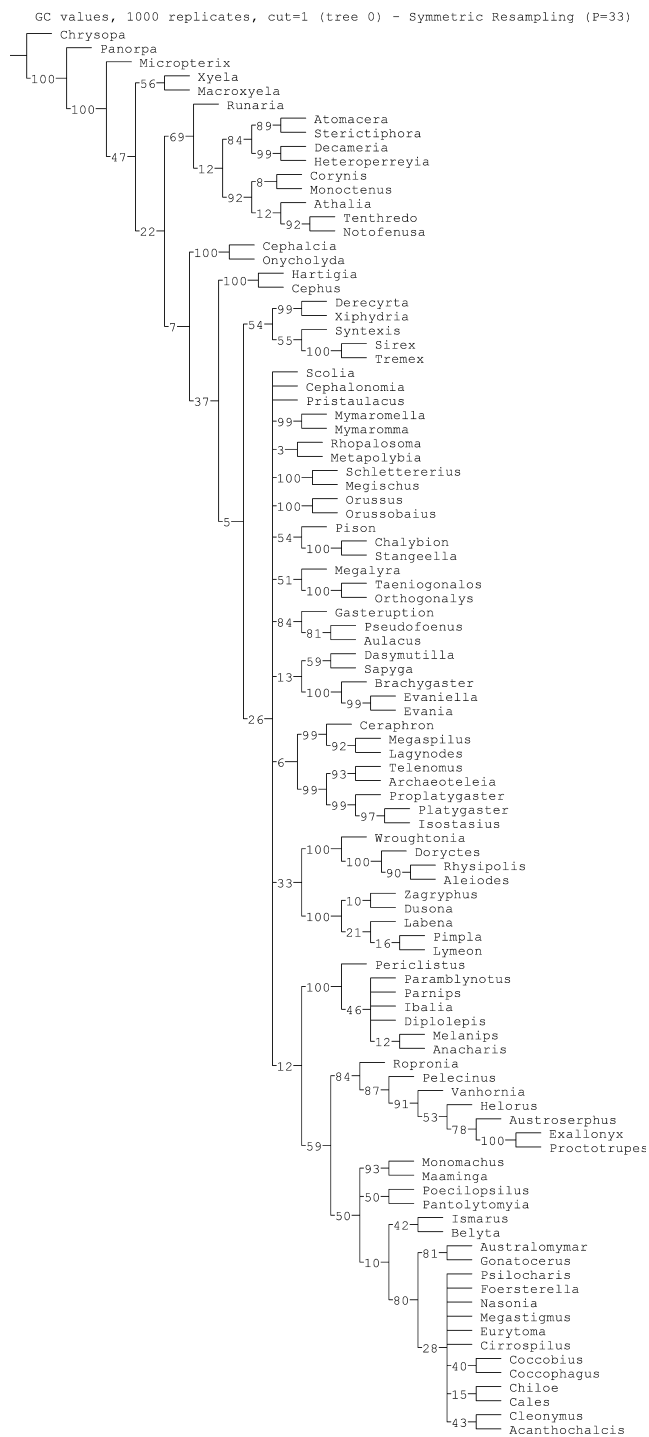 GC values, 1000 replicates, cut=1 (tree 0) - Symmetric Resampling (P=33)
Chrysopa
Panorpa
100
Micropterix
100
Xyela
56
Macroxyela
Runaria
Atomacera
89
Sterictiphora
69
84
Decameria
99
Heteroperreyia
47
12
Corynis
8
Monoctenus
92
Athalia
12
Tenthredo
92
Notofenusa
22
Cephalcia
100
Onycholyda
Hartigia
100
Cephus
Derecyrta
99
Xiphydria
54
Syntexis
7
55
Sirex
100
Tremex
Scolia
Cephalonomia
37
Pristaulacus
Mymaromella
99
Mymaromma
Rhopalosoma
3
Metapolybia
Schlettererius
100
Megischus
Orussus
100
Orussobaius
5
Pison
54
Chalybion
100
Stangeella
Megalyra
51
Taeniogonalos
100
Orthogonalys
Gasteruption
84
Pseudofoenus
81
Aulacus
Dasymutilla
59
Sapyga
13
Brachygaster
100
Evaniella
99
Evania
26
Ceraphron
99
Megaspilus
92
Lagynodes
6
Telenomus
93
Archaeoteleia
99
Proplatygaster
99
Platygaster
97
Isostasius
Wroughtonia
100
Doryctes
100
Rhysipolis
90
Aleiodes
33
Zagryphus
10
Dusona
100
Labena
21
Pimpla
16
Lymeon
Periclistus
100
Paramblynotus
Parnips
46
Ibalia
Diplolepis
Melanips
12
Anacharis
12
Ropronia
84
Pelecinus
87
Vanhornia
91
Helorus
53
Austroserphus
78
Exallonyx
100
Proctotrupes
59
Monomachus
93
Maaminga
Poecilopsilus
50
Pantolytomyia
50
Ismarus
42
Belyta
10
Australomymar
81
Gonatocerus
Psilocharis
80
Foersterella
Nasonia
Megastigmus
Eurytoma
28
Cirrospilus
Coccobius
40
Coccophagus
Chiloe
15
Cales
Cleonymus
43
Acanthochalcis